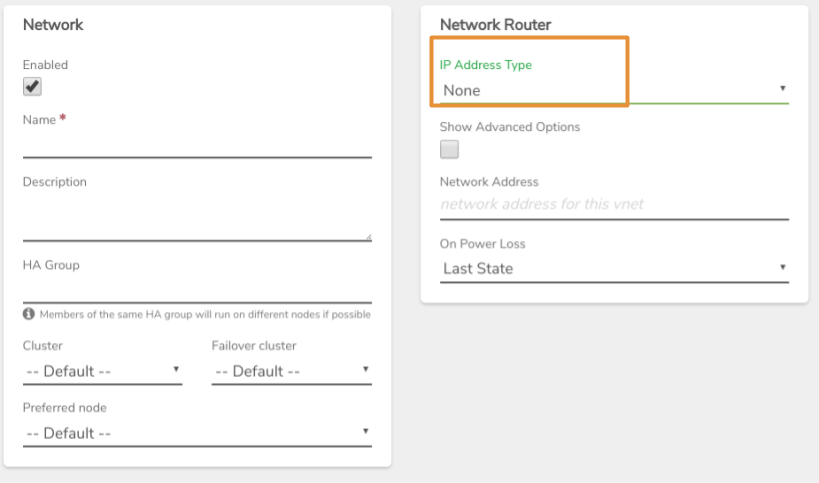 Network
Enabled
Name *
Description
HA Group
Members of the same HA group will run on different nodes if possible
Cluster
-- Default --
Failover cluster
-- Default --
Preferred node
-- Default --
Network Router
IP Address Type
None
Show Advanced Options
Network Address
network address for this vnet
On Power Loss
Last State